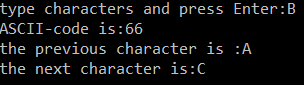 type characters and press Enter:B
ASCII-code is:66
the previous character is :A
the next character is:C